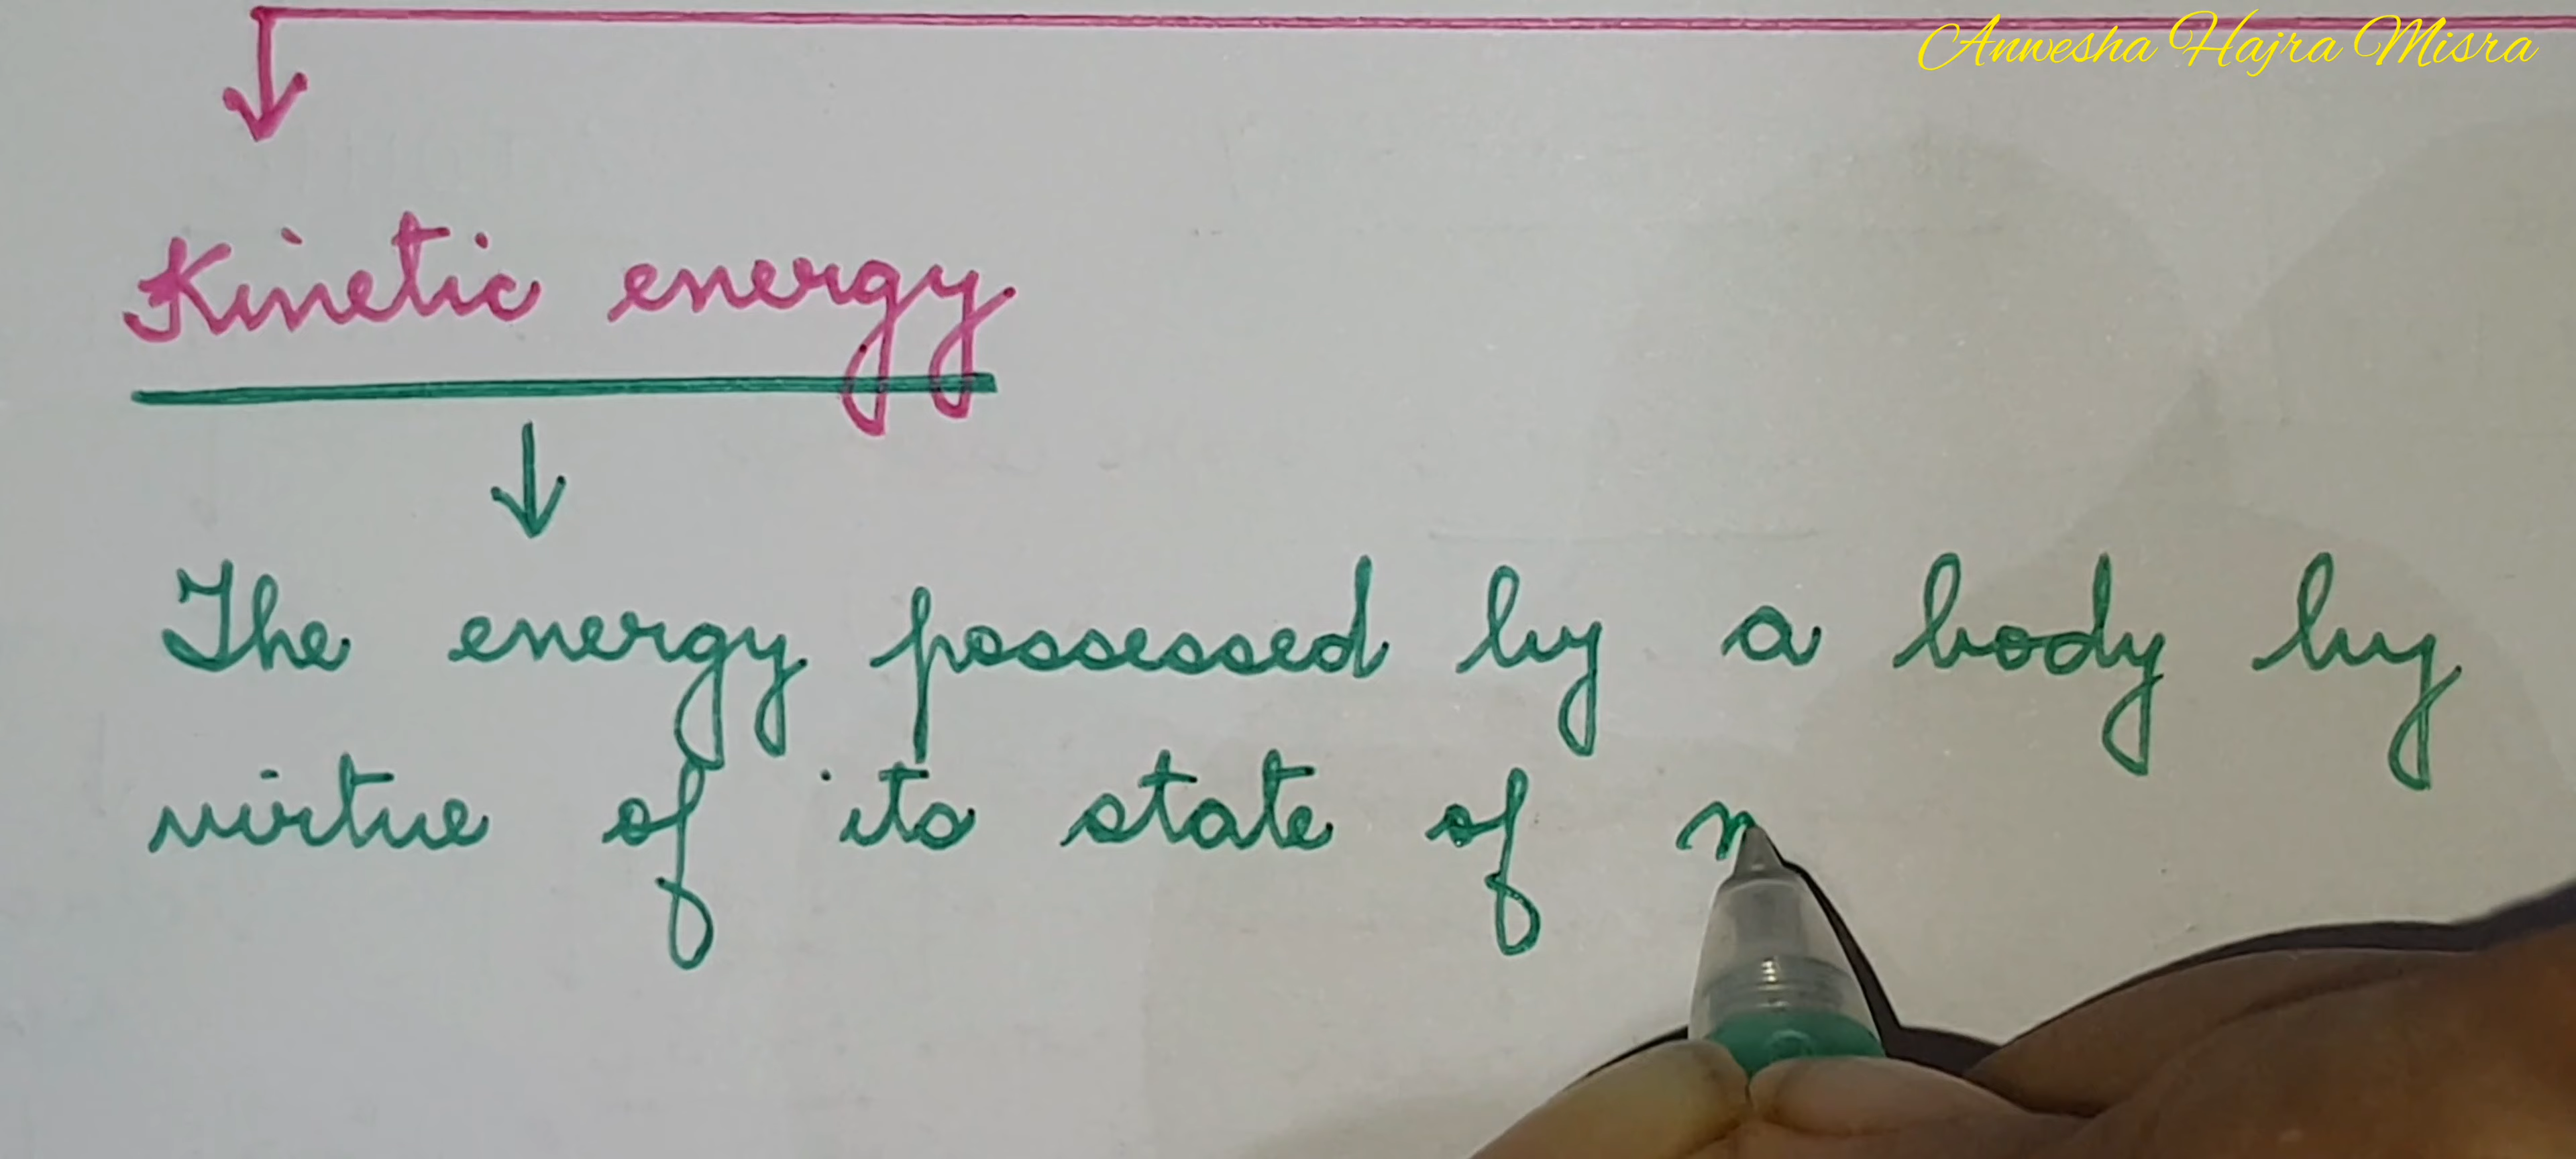 Anwesha Hajra Misra
Kinetic energy
The energy possessed by a body by
virtue of its state of